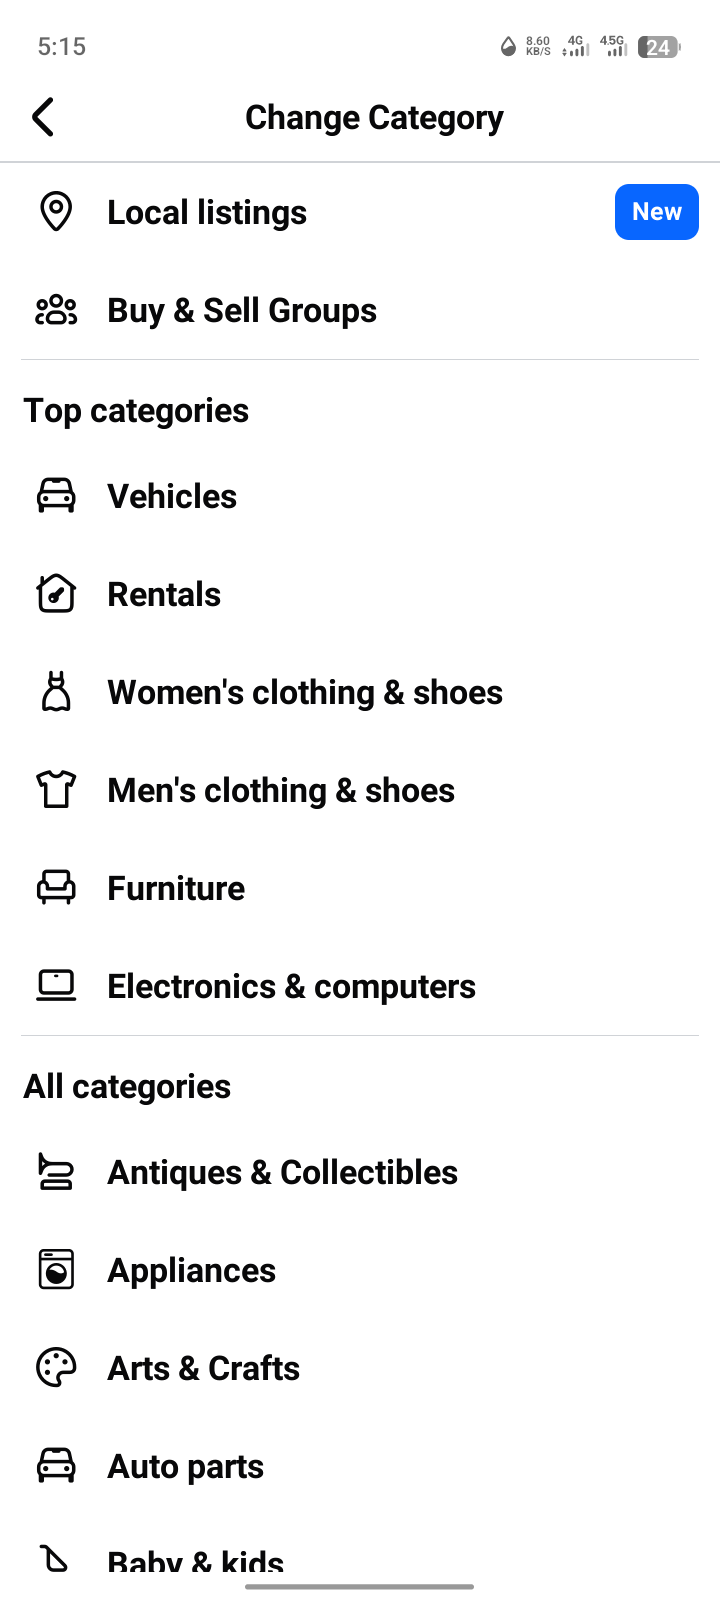 5:15
8.60
KB/S
4G
4.5G
24
Change Category
Local listings
New
Buy & Sell Groups
Top categories
Vehicles
Rentals
Women's clothing & shoes
Men's clothing & shoes
Furniture
Electronics & computers
All categories
Antiques & Collectibles
Appliances
Arts & Crafts
Auto parts
Baby & kids